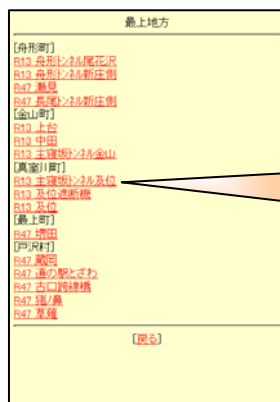 最上地方
[舟形町]
R13 舟形トンネル尾花沢
R13 舟形トンネル新庄側
R47 瀬見
R47 長尾トンネル新庄側
[金山町]
R13 上台
R13 中田
R13 主寝坂トンネル金山
[真室川町]
R13 主寝坂トンネル及位
R13 及位遮断機
R13 及位
[最上町]
R47 堺田
[戸沢村]
R47 蔵岡
R47 道の駅とざわ
R47 古口跨線橋
R47 猪ノ鼻
R47 草薙
[戻る]